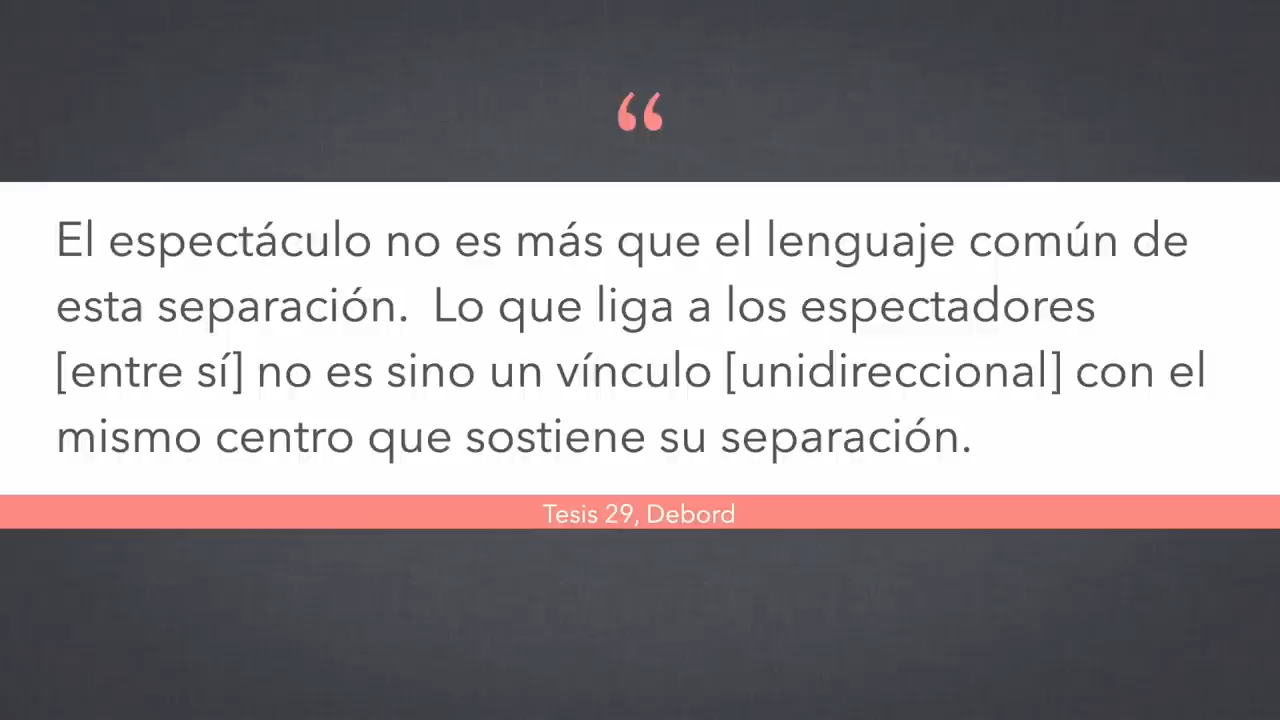 “
El espectáculo no es más que el lenguaje común de
esta separación.  Lo que liga a los espectadores
[entre sí] no es sino un vínculo [unidireccional] con el
mismo centro que sostiene su separación.
Tesis 29, Debord